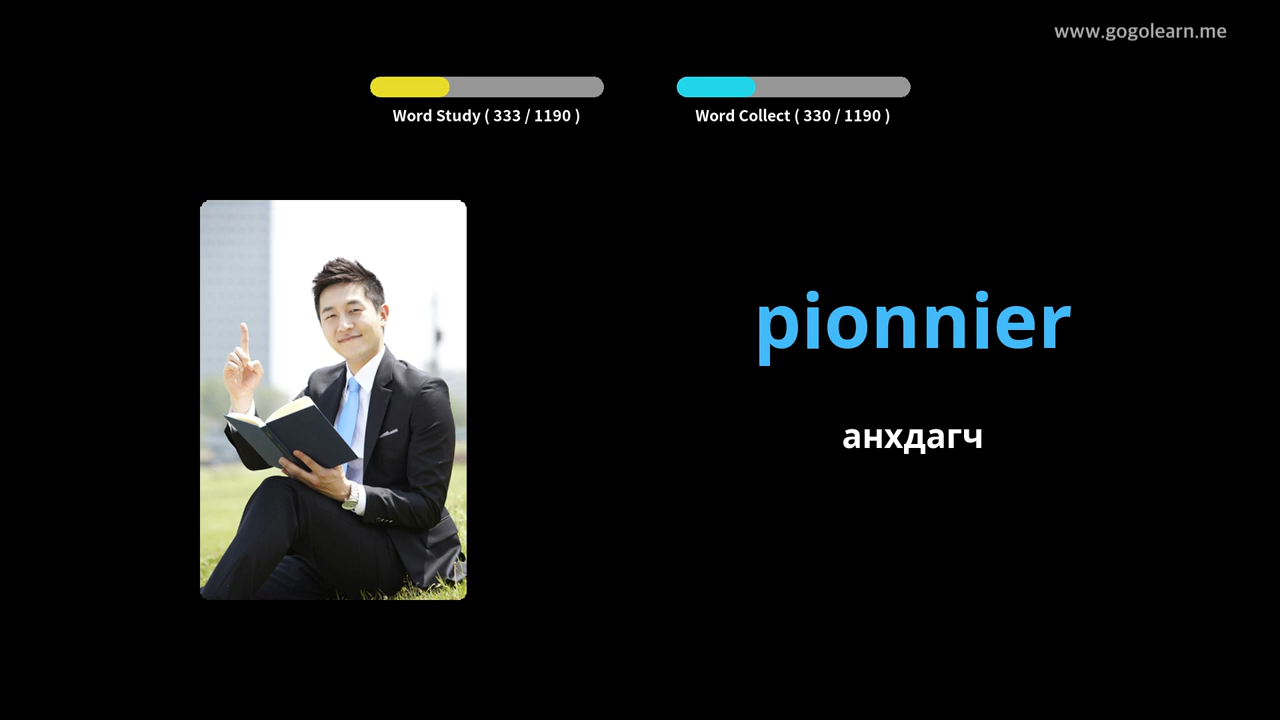 www.gogolearn.me
Word Study ( 333 / 1190 )
Word Collect ( 330 / 1190 )
pionnier
анхдагч